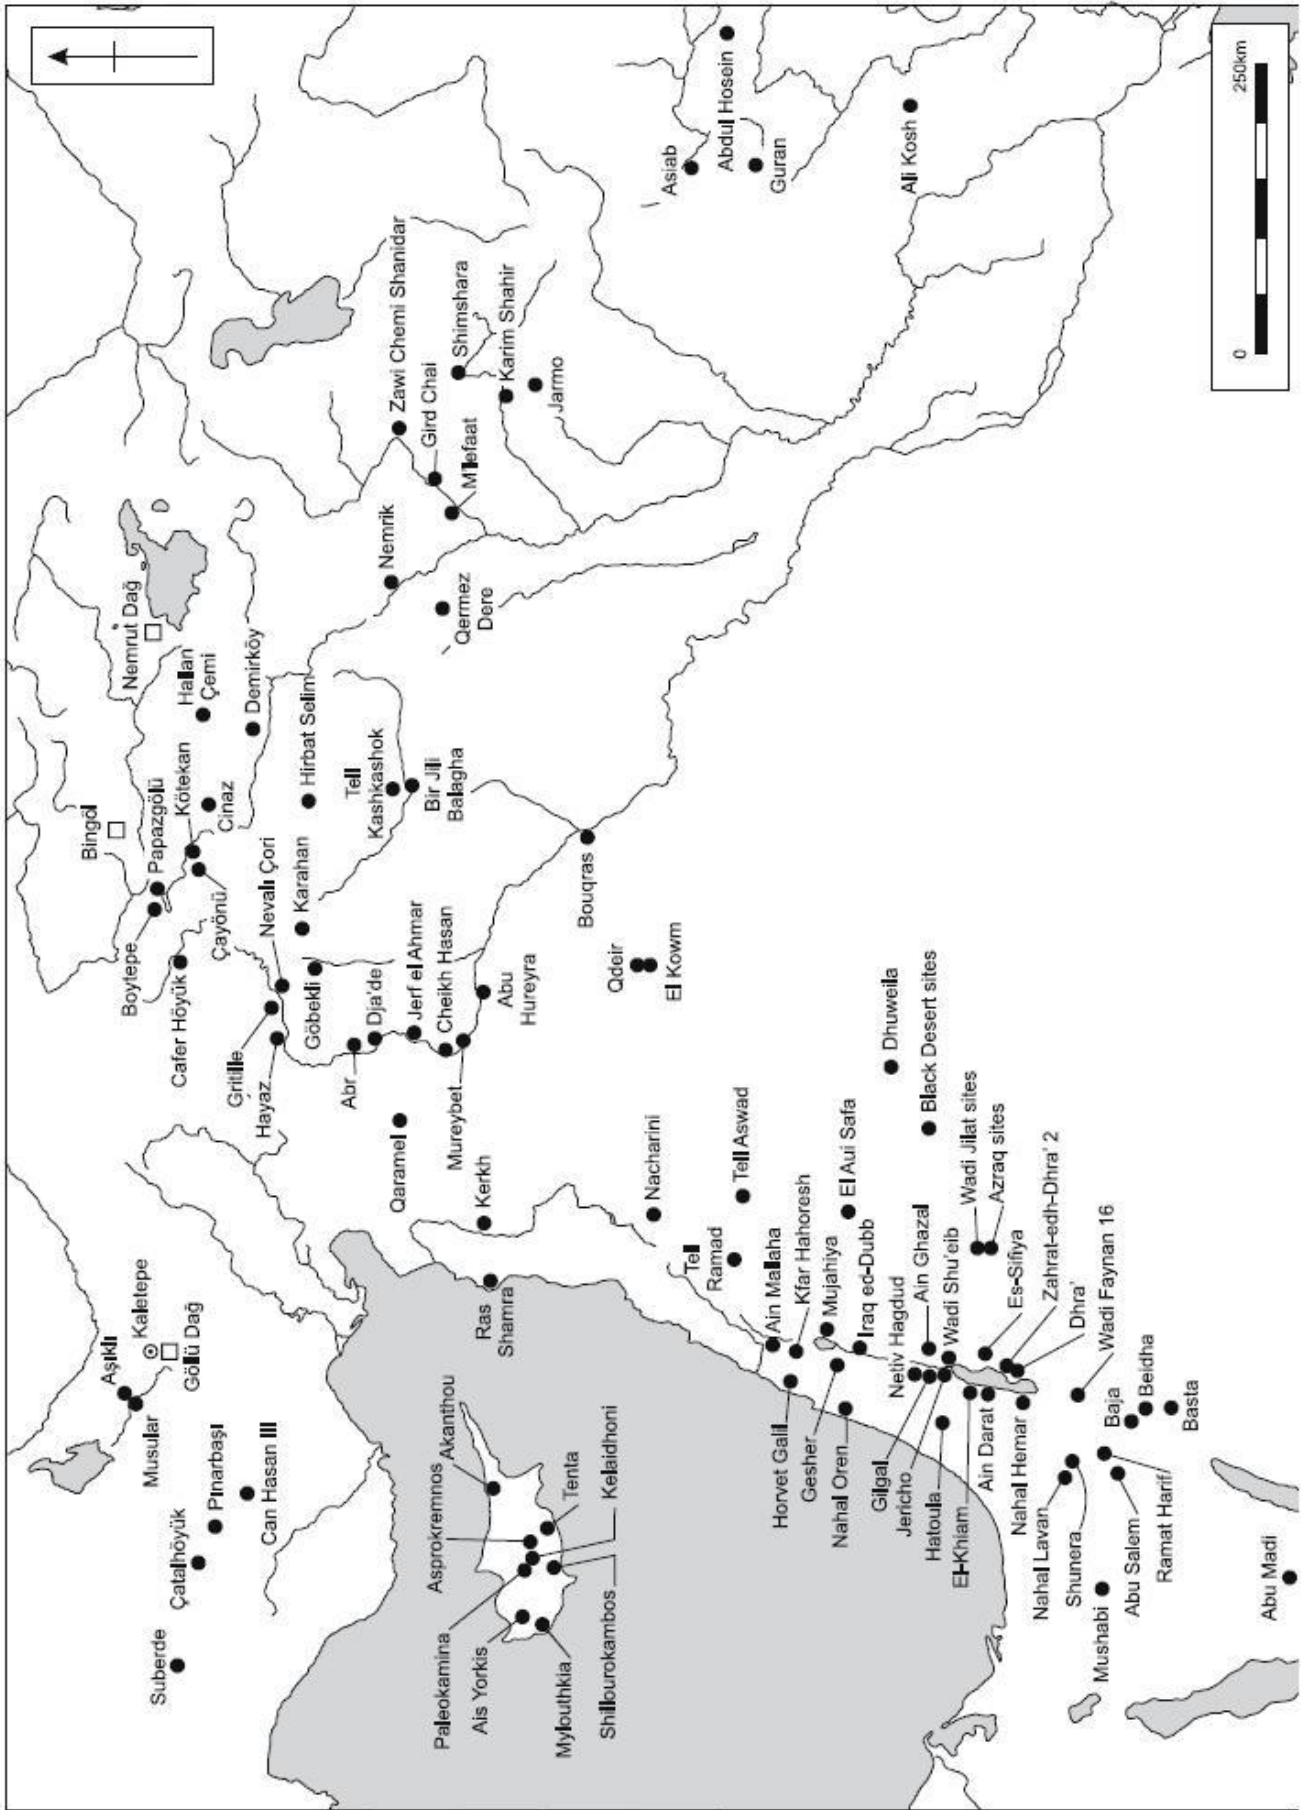 Suberde
Çatalhöyük
Pınarbaşı
Can Hasan III
Musular
Aşıklı
Kaletepe
Göllü Dağ
Boytepe
Cafer Höyük
Papazgölü
Bingöl
Kötekan
Çayönü
Cinaz
Hallan
Çemi
Nemrut Dağ
Demirköy
Gritille
Hayaz
Nevalı Çori
Göbekli
Karahan
Hirbat Selim
Abr
Dja'de
Jerf el Ahmar
Cheikh Hasan
Mureybet
Abu
Hureyra
Qaramel
Kerkh
Ras
Shamra
Tell
Kashkashok
Bir Jili
Balagha
Nemrik
Qermez
Dere
Zawi Chemi Shanidar
Gird Chai
M'lefaat
Shimshara
Karim Shahir
Jarmo
Asiab
Abdul Hosein
Guran
Ali Kosh
Bouqras
Qdeir
El Kowm
Akanthou
Asprokremnos
Paleokamina
Ais Yorkis
Mylouthkia
Shillourokambos
Kelaidhoni
Tenta
Nacharini
Tell Aswad
Tell
Ramad
Ain Mallaha
Kfar Hahoresh
Mujahiya
El Aui Safa
Iraq ed-Dubb
Dhuweila
Black Desert sites
Horvet Galil
Gesher
Nahal Oren
Netiv Hagdud
Ain Ghazal
Wadi Shu'eib
Wadi Jilat sites
Azraq sites
Gilgal
Jericho
Hatoula
El-Khiam
Ain Darat
Nahal Hemar
Es-Sifiya
Zahrat-edh-Dhra' 2
Dhra'
Wadi Faynan 16
Nahal Lavan
Shunera
Mushabi
Abu Salem
Ramat Harif
Baja
Beidha
Basta
Abu Madi
0
250km